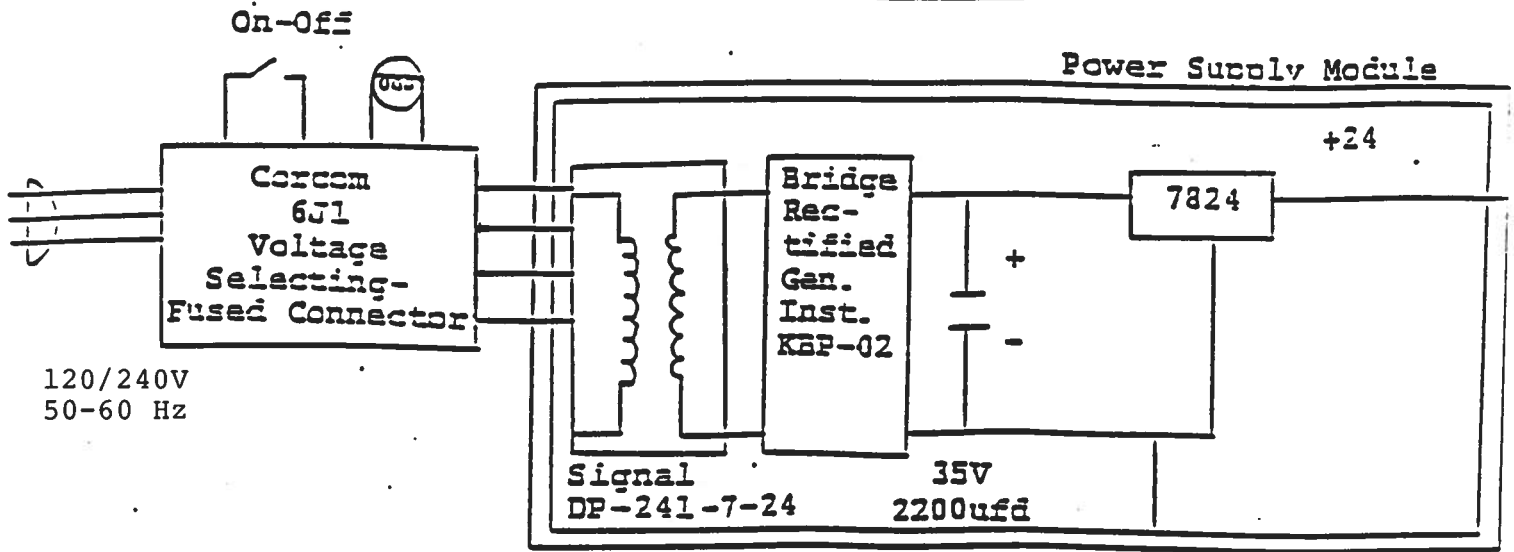 On-Off
Power Supply Module
+24
Corcom
6J1
Voltage
Selecting-
Fused Connector
Bridge
Rec-
tified
Gen.
Inst.
KBP-02
7824
+
-
120/240V
50-60 Hz
Signal
DP-241-7-24
35V
2200ufd